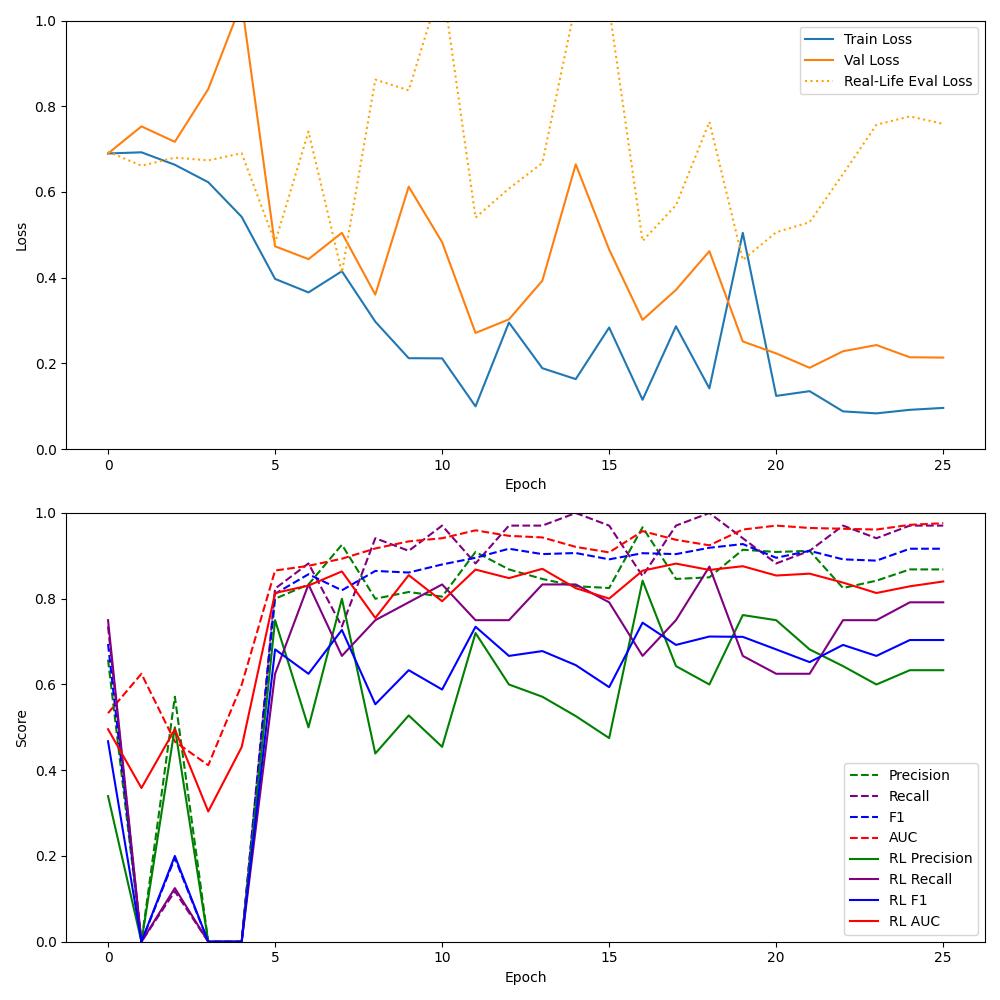 1.0
Train Loss
Val Loss
Real-Life Eval Loss
0.8
0.6
Loss
0.4
0.2
0.0
0 5 10 15 20 25
Epoch
1.0
0.8
0.6
Score
0.4
0.2
0.0
Precision
Recall
F1
AUC
RL Precision
RL Recall
RL F1
RL AUC
0 5 10 15 20 25
Epoch